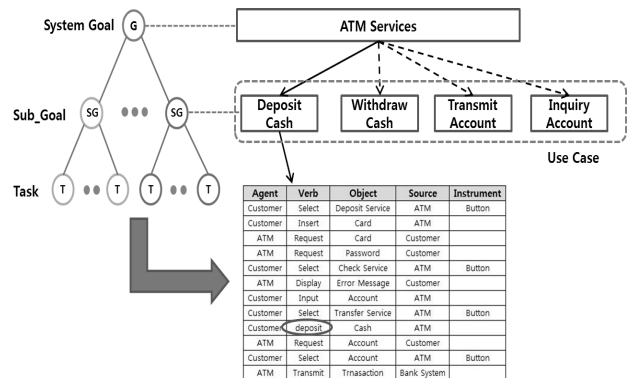 System Goal G ATM Services
Sub_Goal SG SG
Deposit Cash Withdraw Cash Transmit Account Inquiry Account
Use Case
Task T T T T
Agent Verb Object Source Instrument
Customer Select Deposit Service ATM Button
Customer Insert Card ATM
ATM Request Card Customer
ATM Request Password Customer
Customer Select Check Service ATM Button
ATM Display Error Message Customer
Customer Input Account ATM
Customer Select Transfer Service ATM Button
Customer deposit Cash ATM
ATM Request Account Customer
Customer Select Account ATM Button
ATM Transmit Trnasaction Bank System